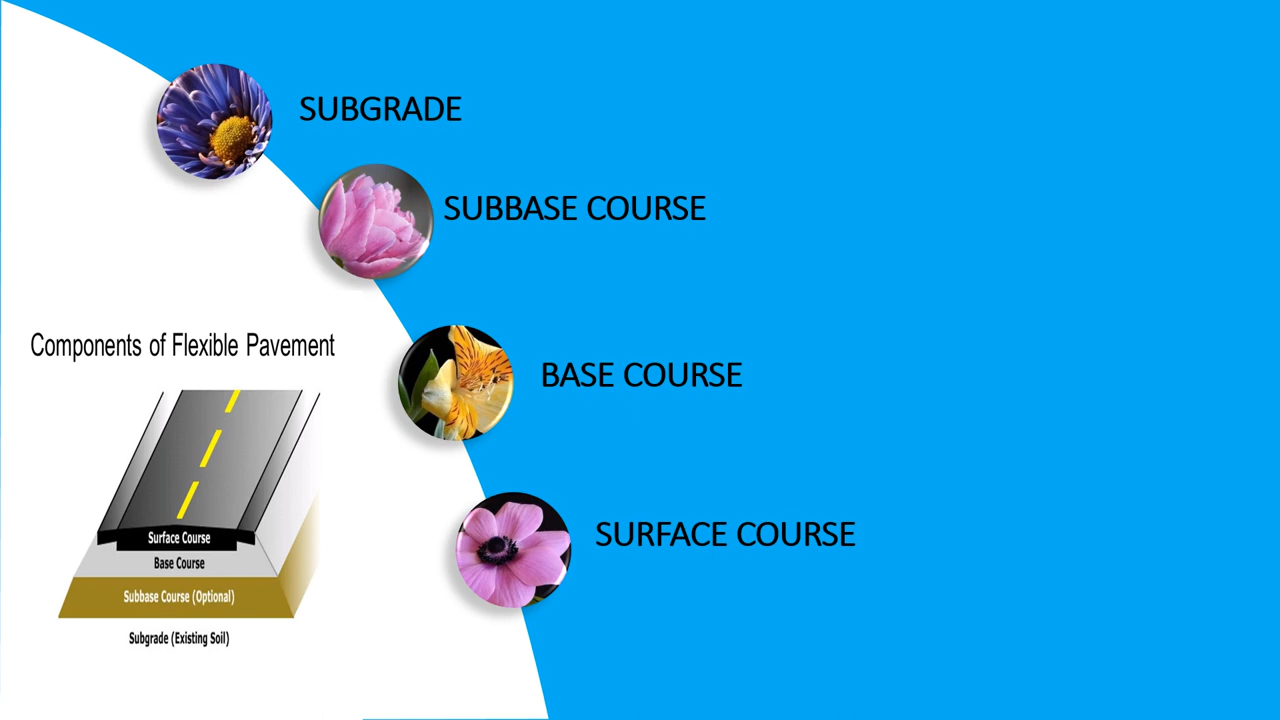 SUBGRADE
SUBBASE COURSE
Components of Flexible Pavement
BASE COURSE
SURFACE COURSE
Surface Course
Base Course
Subbase Course (Optional)
Subgrade (Existing Soil)